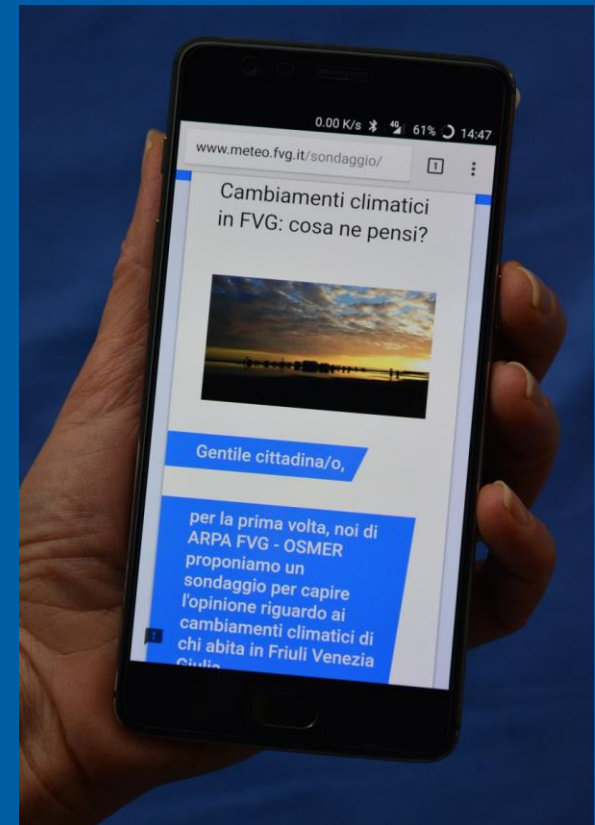 0.00 K/s 4G 61% 14:47
www.meteo.fvg.it/sondaggio/
1
Cambiamenti climatici
in FVG: cosa ne pensi?
Gentile cittadina/o,
per la prima volta, noi di
ARPA FVG - OSMER
proponiamo un
sondaggio per capire
l'opinione riguardo ai
cambiamenti climatici di
chi abita in Friuli Venezia
Giulia